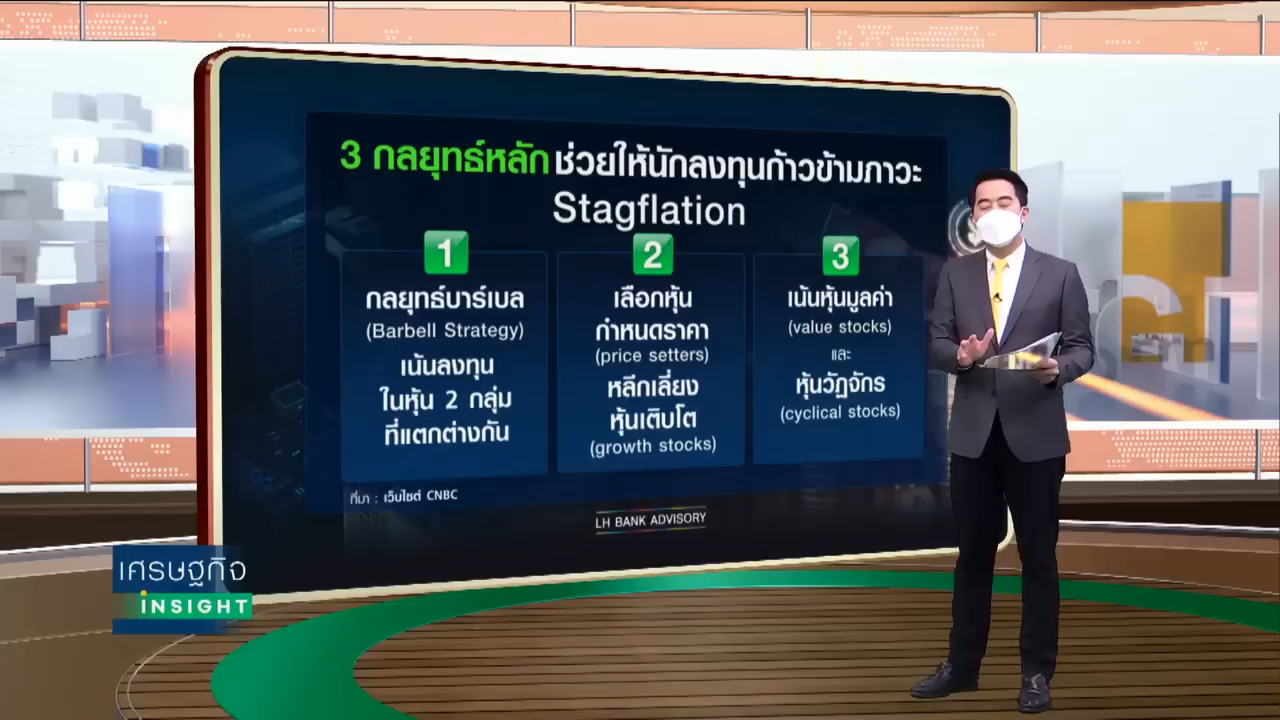 3 กลยุทธ์หลักช่วยให้นักลงทุนก้าวข้ามภาวะ
Stagflation
1
กลยุทธ์บาร์เบล
(Barbell Strategy)
เน้นลงทุน
ในหุ้น 2 กลุ่ม
ที่แตกต่างกัน
2
เลือกหุ้น
กำหนดราคา
(price setters)
หลีกเลี่ยง
หุ้นเติบโต
(growth stocks)
3
เน้นหุ้นมูลค่า
(value stocks)
และ
หุ้นวัฏจักร
(cyclical stocks)
ที่มา : เว็บไซต์ CNBC
LH BANK ADVISORY
เศรษฐกิจ
INSIGHT